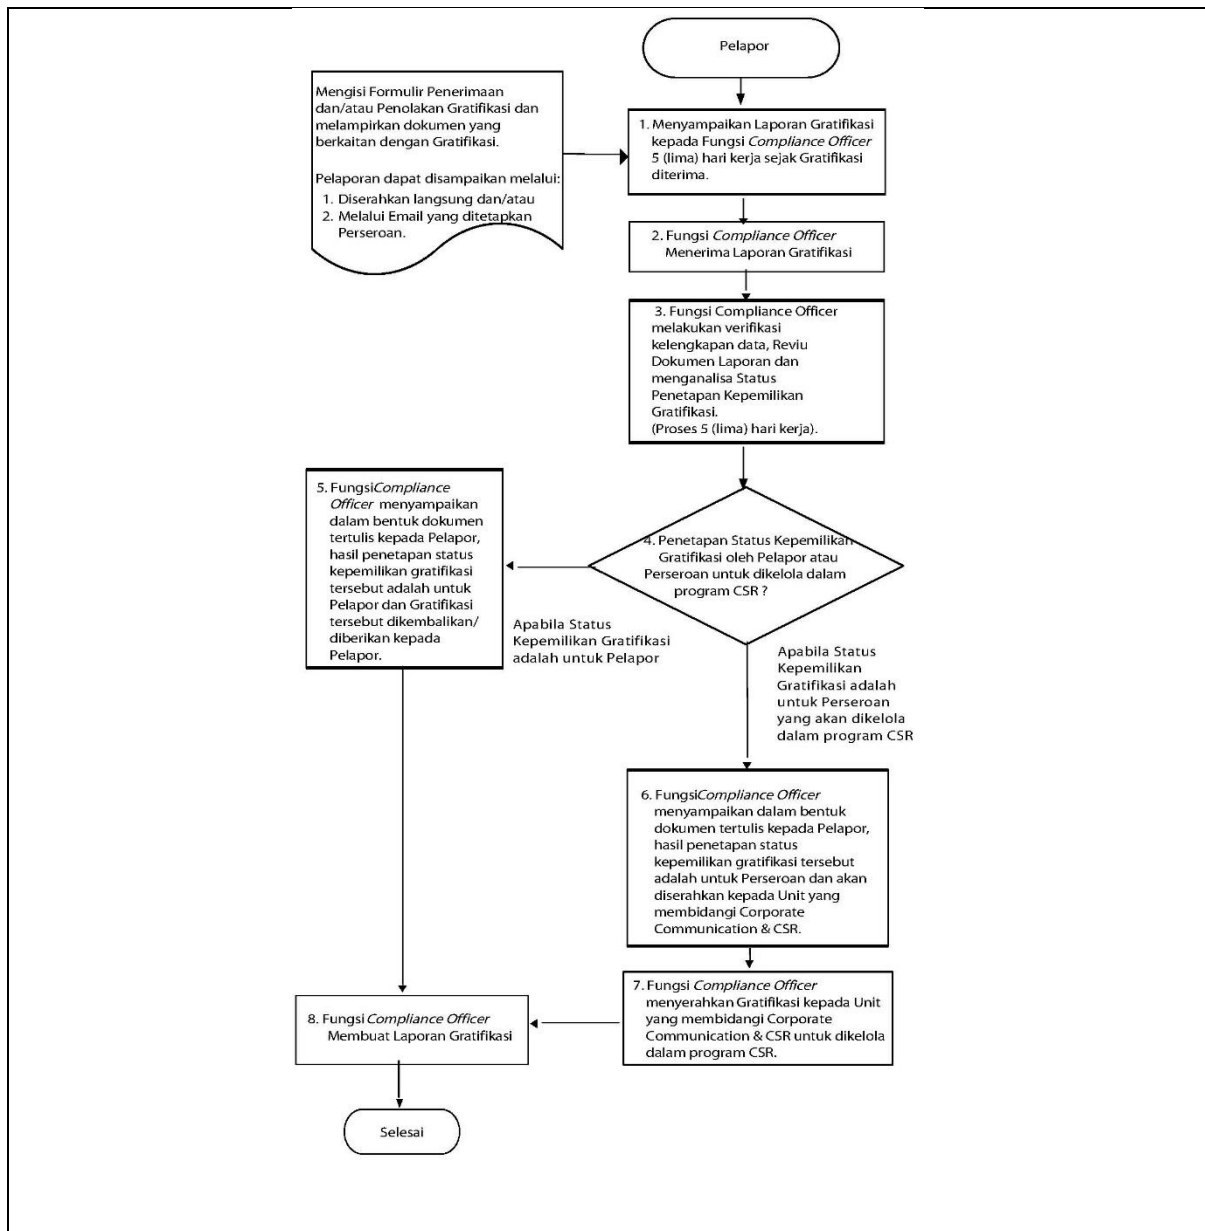 Pelapor
Mengisi Formulir Penerimaan
dan/atau Penolakan Gratifikasi dan
melampirkan dokumen yang
berkaitan dengan Gratifikasi.
Pelaporan dapat disampaikan melalui:
1. Diserahkan langsung dan/atau
2. Melalui Email yang ditetapkan
Perseroan.
1. Menyampaikan Laporan Gratifikasi
kepada Fungsi Compliance Officer
5 (lima) hari kerja sejak Gratifikasi
diterima.
2. Fungsi Compliance Officer
Menerima Laporan Gratifikasi
3. Fungsi Compliance Officer
melakukan verifikasi
kelengkapan data, Reviu
Dokumen Laporan dan
menganalisa Status
Penetapan Kepemilikan
Gratifikasi.
(Proses 5 (lima) hari kerja).
4. Penetapan Status Kepemilikan
Gratifikasi oleh Pelapor atau
Perseroan untuk dikelola dalam
program CSR ?
5. FungsiCompliance
Officer menyampaikan
dalam bentuk dokumen
tertulis kepada Pelapor,
hasil penetapan status
kepemilikan gratifikasi
tersebut adalah untuk
Pelapor dan Gratifikasi
tersebut dikembalikan/
diberikan kepada
Pelapor.
Apabila Status
Kepemilikan Gratifikasi
adalah untuk Pelapor
Apabila Status
Kepemilikan
Gratifikasi adalah
untuk Perseroan
yang akan dikelola
dalam program CSR
6. FungsiCompliance Officer
menyampaikan dalam bentuk
dokumen tertulis kepada Pelapor,
hasil penetapan status
kepemilikan gratifikasi tersebut
adalah untuk Perseroan dan akan
diserahkan kepada Unit yang
membidangi Corporate
Communication & CSR.
7. Fungsi Compliance Officer
menyerahkan Gratifikasi kepada Unit
yang membidangi Corporate
Communication & CSR untuk dikelola
dalam program CSR.
8. Fungsi Compliance Officer
Membuat Laporan Gratifikasi
Selesai